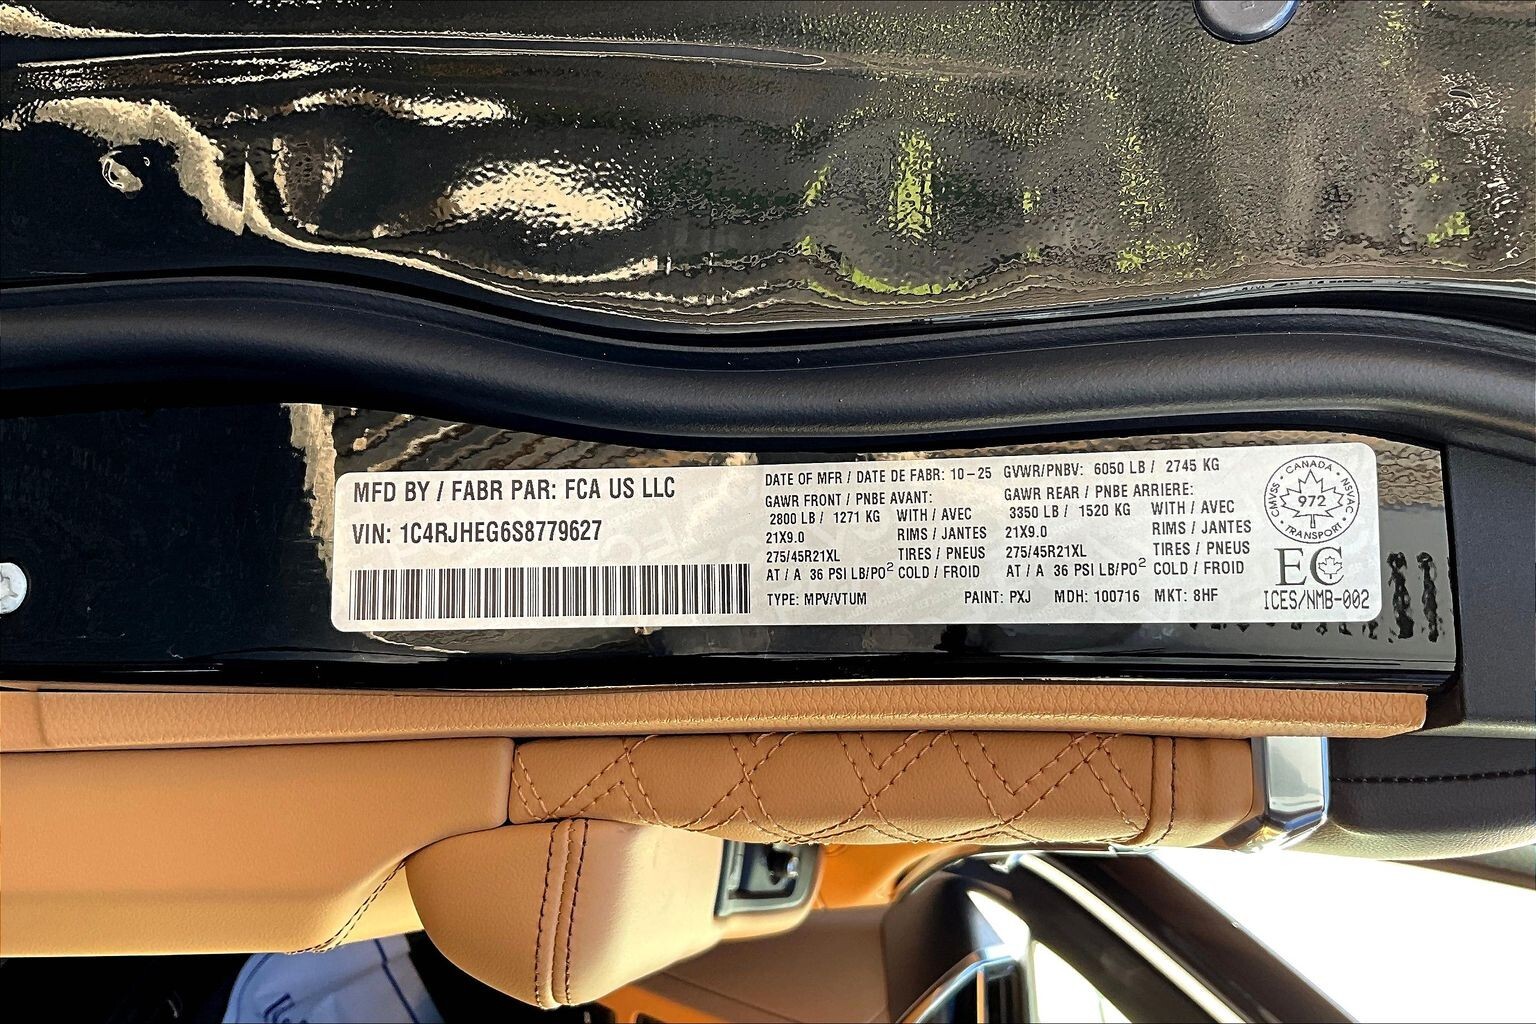 MFD BY / FABR PAR: FCA US LLC
VIN: 1C4RJHEG6S8779627
DATE OF MFR / DATE DE FABR: 10-25 GVWR/PNBV: 6050 LB / 2745 KG
GAWR FRONT / PNBE AVANT: GAWR REAR / PNBE ARRIERE:
2800 LB / 1271 KG WITH / AVEC 3350 LB / 1520 KG WITH / AVEC
21X9.0 RIMS / JANTES 21X9.0 RIMS / JANTES
275/45R21XL TIRES / PNEUS 275/45R21XL TIRES / PNEUS
AT / A 36 PSI LB/PO² COLD / FROID AT / A 36 PSI LB/PO² COLD / FROID
TYPE: MPV/VTUM PAINT: PXJ MDH: 100716 MKT: 8HF
CANADA
CMVSS 972 NSVAC
TRANSPORT
EC
ICES/NMB-002